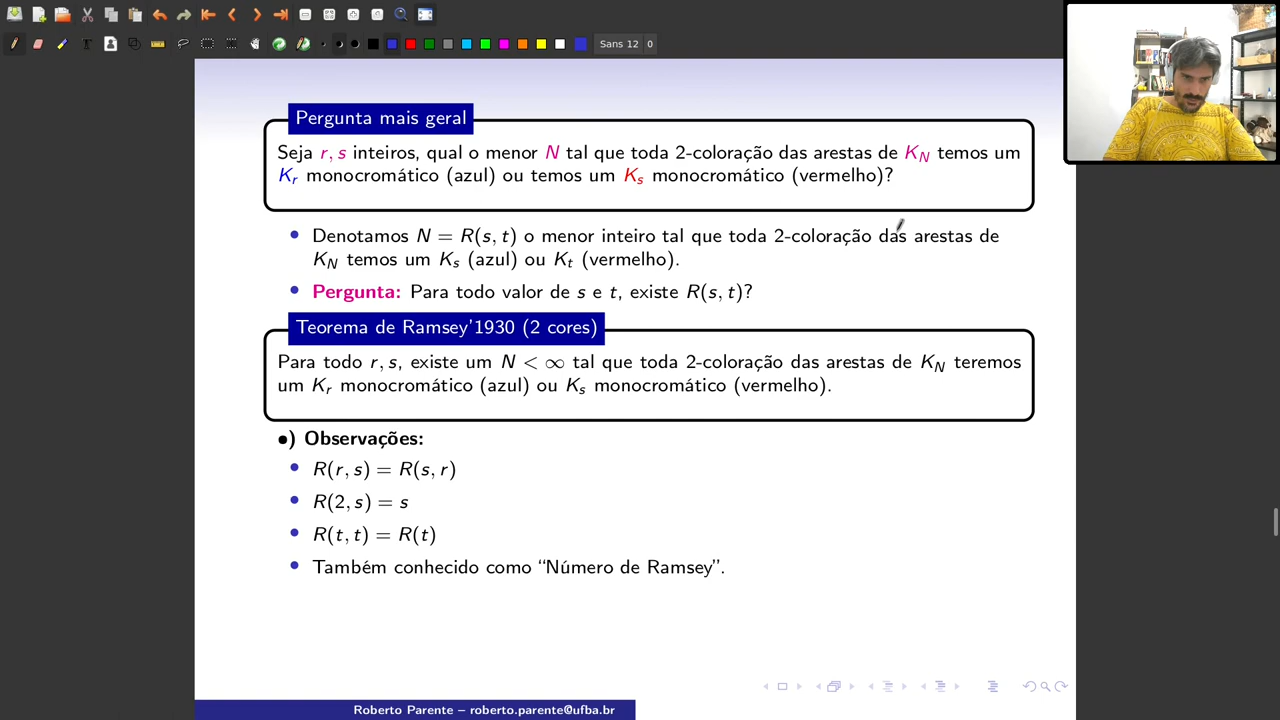 Sans 12 0
Pergunta mais geral
Seja r, s inteiros, qual o menor N tal que toda 2-coloração das arestas de K_N temos um
K_r monocromático (azul) ou temos um K_s monocromático (vermelho)?
• Denotamos N = R(s, t) o menor inteiro tal que toda 2-coloração das arestas de
K_N temos um K_s (azul) ou K_t (vermelho).
• Pergunta: Para todo valor de s e t, existe R(s, t)?
Teorema de Ramsey'1930 (2 cores)
Para todo r, s, existe um N < ∞ tal que toda 2-coloração das arestas de K_N teremos
um K_r monocromático (azul) ou K_s monocromático (vermelho).
•) Observações:
• R(r, s) = R(s, r)
• R(2, s) = s
• R(t, t) = R(t)
• Também conhecido como “Número de Ramsey”.
Roberto Parente – roberto.parente@ufba.br